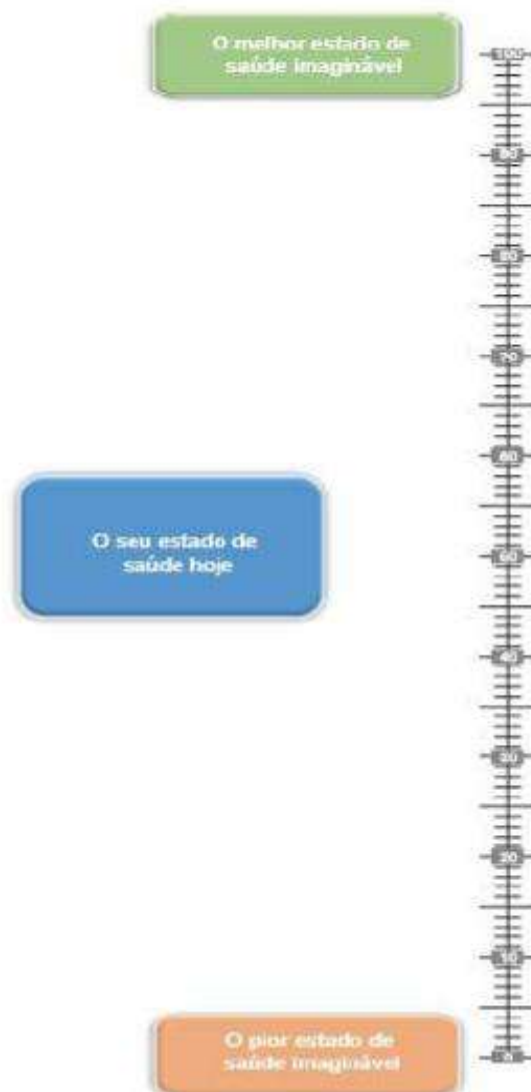 O melhor estado de
saúde imaginável
100
90
80
70
60
O seu estado de
saúde hoje
50
40
30
20
10
O pior estado de
saúde imaginável
0